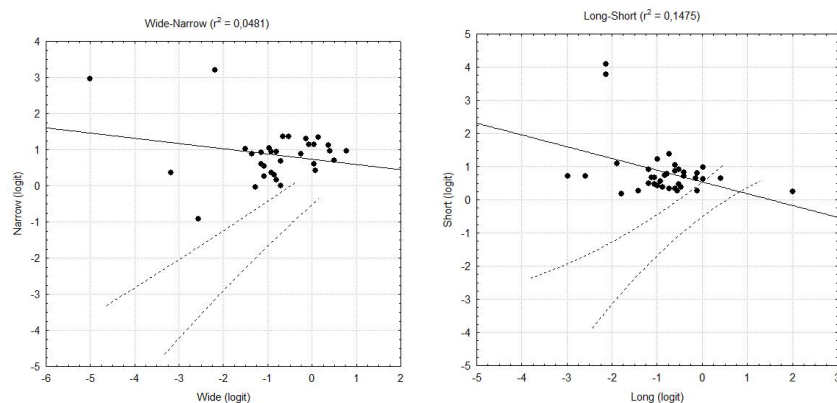 Wide-Narrow (r² = 0,0481)
4
3
2
1
0
-1
-2
-3
-4
-5
Narrow (logit)
-6 -5 -4 -3 -2 -1 0 1 2
Wide (logit)
Long-Short (r² = 0,1475)
5
4
3
2
1
0
-1
-2
-3
-4
-5
Short (logit)
-5 -4 -3 -2 -1 0 1 2 3
Long (logit)